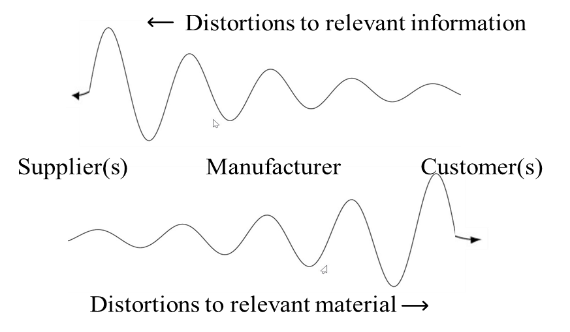 ← Distortions to relevant information
Supplier(s) Manufacturer Customer(s)
Distortions to relevant material →